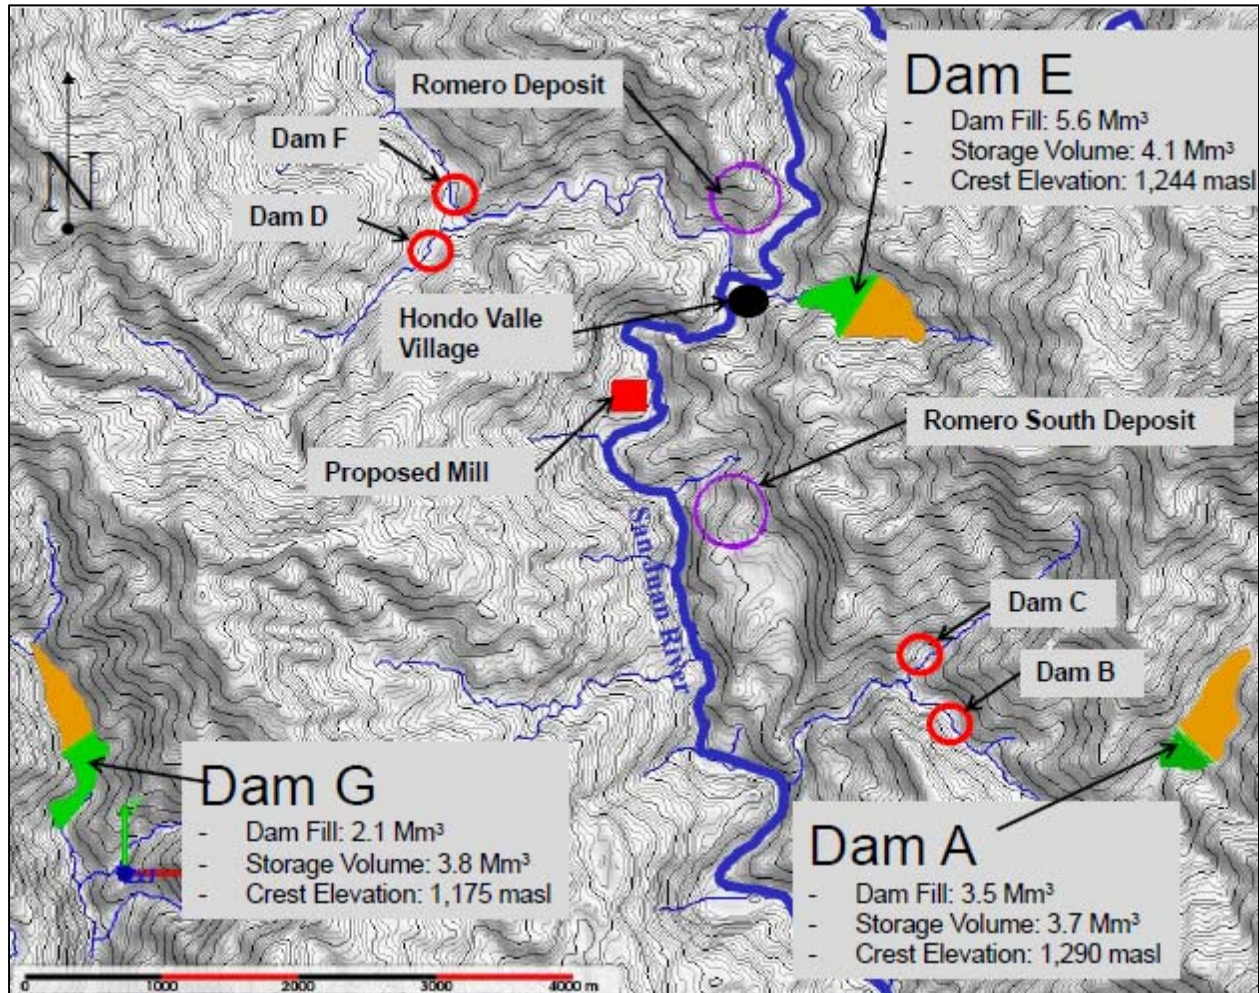 Romero Deposit
Dam E
- Dam Fill: 5.6 Mm³
- Storage Volume: 4.1 Mm³
- Crest Elevation: 1,244 masl
Dam F
N
Dam D
Hondo Valle
Village
Romero South Deposit
Proposed Mill
San Juan River
Dam C
Dam B
Dam G
- Dam Fill: 2.1 Mm³
- Storage Volume: 3.8 Mm³
- Crest Elevation: 1,175 masl
Dam A
- Dam Fill: 3.5 Mm³
- Storage Volume: 3.7 Mm³
- Crest Elevation: 1,290 masl
0 1000 2000 3000 4000 m